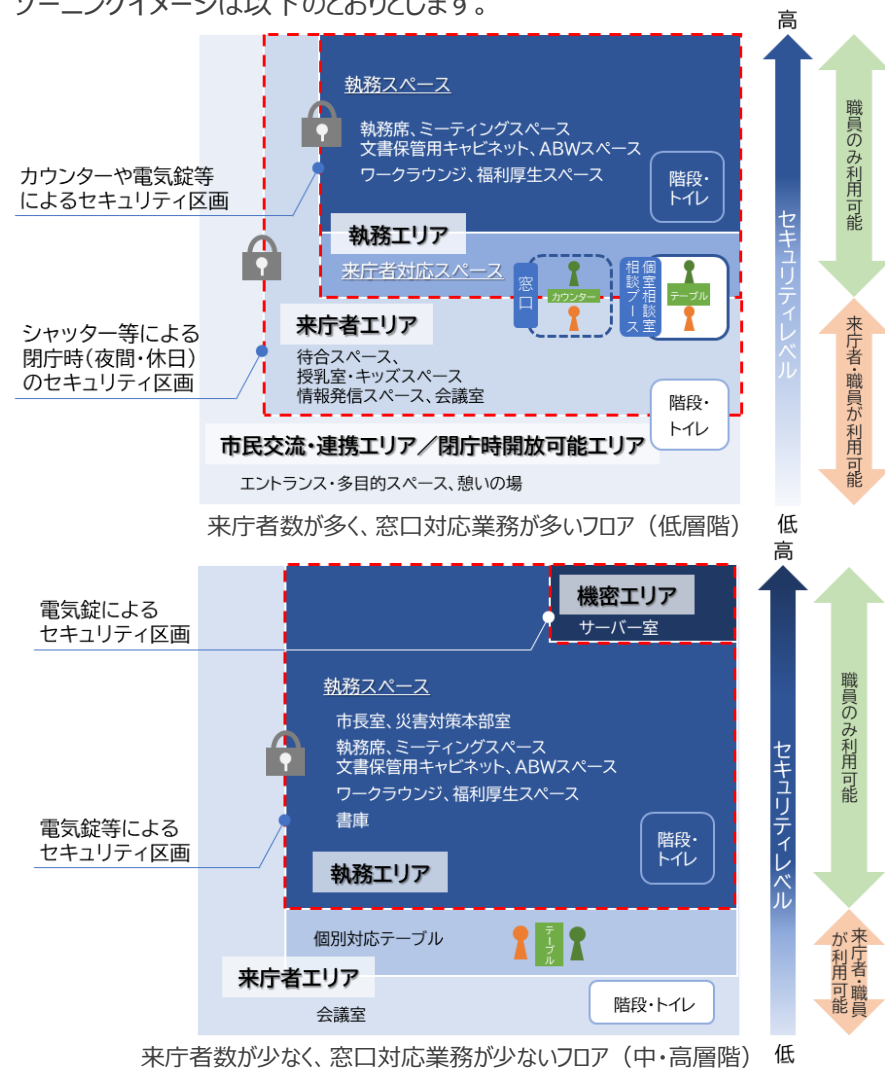 ゾーニングイメージは以下のとおりとします。
高
執務スペース
執務席、ミーティングスペース
文書保管用キャビネット、ABWスペース
ワークラウンジ、福利厚生スペース
階段・
トイレ
カウンターや電気錠等
によるセキュリティ区画
執務エリア
来庁者対応スペース
窓口
カウンター
個室相談室
相談ブース
テーブル
来庁者エリア
待合スペース、
授乳室・キッズスペース
情報発信スペース、会議室
シャッター等による
閉庁時(夜間・休日)
のセキュリティ区画
階段・
トイレ
市民交流・連携エリア／閉庁時開放可能エリア
エントランス・多目的スペース、憩いの場
セキュリティレベル
職員のみ利用可能
来庁者・職員が利用可能
来庁者数が多く、窓口対応業務が多いフロア（低層階）
低
高
機密エリア
サーバー室
電気錠による
セキュリティ区画
執務スペース
市長室、災害対策本部室
執務席、ミーティングスペース
文書保管用キャビネット、ABWスペース
ワークラウンジ、福利厚生スペース
書庫
階段・
トイレ
電気錠等による
セキュリティ区画
執務エリア
個別対応テーブル
テーブル
来庁者エリア
会議室
階段・トイレ
セキュリティレベル
職員のみ利用可能
来庁者・職員
が利用可能
来庁者数が少なく、窓口対応業務が少ないフロア（中・高層階）
低